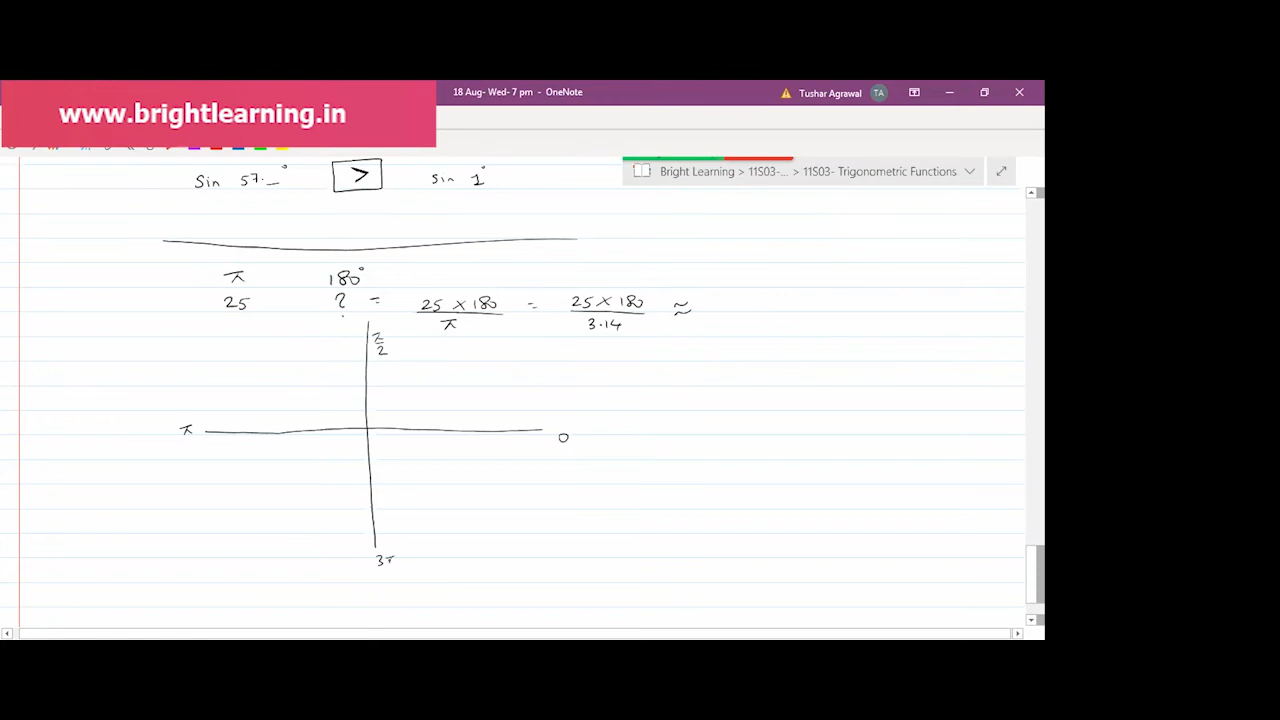 18 Aug- Wed- 7 pm - OneNote
Tushar Agrawal TA
www.brightlearning.in
Bright Learning > 11S03-... > 11S03- Trigonometric Functions
Sin 57._° > sin 1°
π 180°
25 ? = 25 × 180 / π = 25 × 180 / 3.14 ≈
π/2
π
0
3π